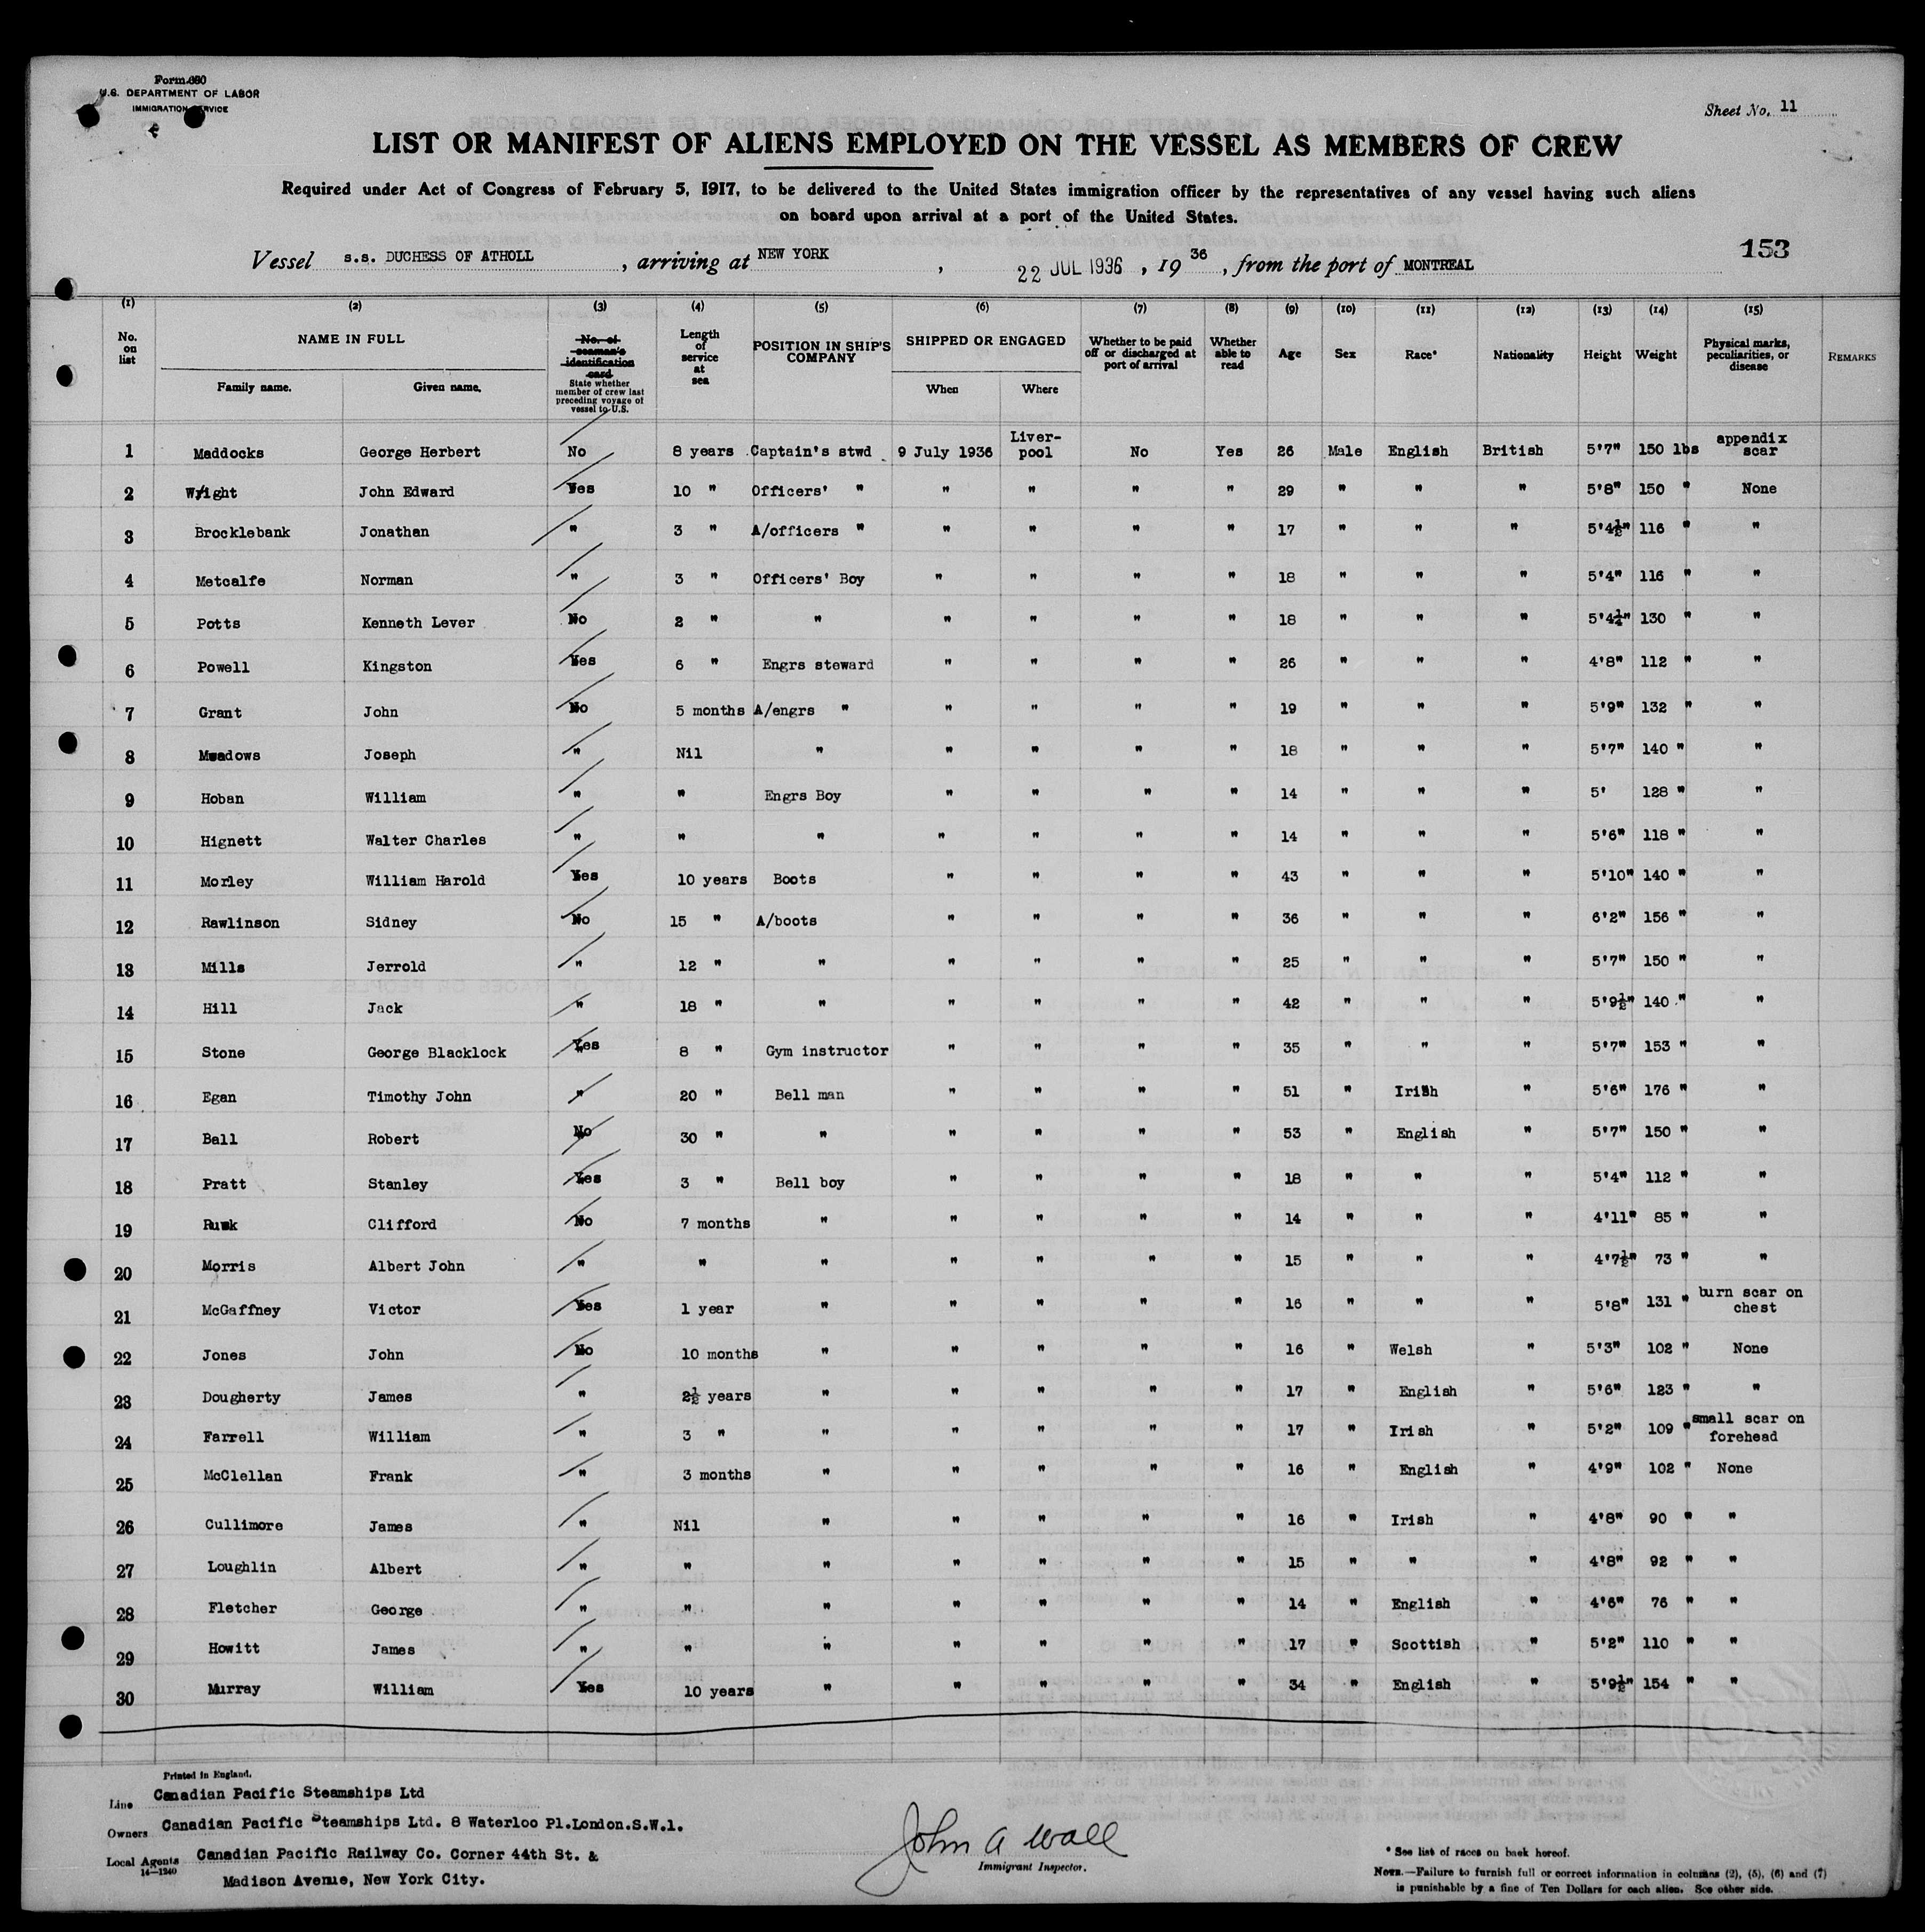 Form 680
U.S. DEPARTMENT OF LABOR
IMMIGRATION SERVICE
Sheet No. 11
LIST OR MANIFEST OF ALIENS EMPLOYED ON THE VESSEL AS MEMBERS OF CREW
Required under Act of Congress of February 5, 1917, to be delivered to the United States immigration officer by the representatives of any vessel having such aliens
on board upon arrival at a port of the United States.
153
Vessel s.s. DUCHESS OF ATHOLL, arriving at NEW YORK, 22 JUL 1936, 1936, from the port of MONTREAL
(1) (2) (3) (4) (5) (6) (7) (8) (9) (10) (11) (12) (13) (14) (15)
No. on list NAME IN FULL Family name. Given name. No. of seaman's identification card State whether member of crew last preceding voyage of vessel to U.S. Length of service at sea POSITION IN SHIP'S COMPANY SHIPPED OR ENGAGED When Where Whether to be paid off or discharged at port of arrival Whether able to read Age Sex Race* Nationality Height Weight Physical marks, peculiarities, or disease REMARKS
1 Maddocks George Herbert No 8 years Captain's stwd 9 July 1936 Liver-pool No Yes 26 Male English British 5'7" 150 lbs appendix scar
2 Wright John Edward Yes 10 " Officers' " " " " " 29 " " " 5'8" 150 " None
3 Brocklebank Jonathan " 3 " A/officers " " " " " 17 " " " 5'4½" 116 " "
4 Metcalfe Norman " 3 " Officers' Boy " " " " 18 " " " 5'4" 116 " "
5 Potts Kenneth Lever No 2 " " " " " " 18 " " " 5'4¼" 130 " "
6 Powell Kingston Yes 6 " Engrs steward " " " " 26 " " " 4'8" 112 " "
7 Grant John No 5 months A/engrs " " " " " 19 " " " 5'9" 132 " "
8 Meadows Joseph " Nil " " " " " 18 " " " 5'7" 140 " "
9 Hoban William " " Engrs Boy " " " " 14 " " " 5' 128 " "
10 Hignett Walter Charles " " " " " " " 14 " " " 5'6" 118 " "
11 Morley William Harold Yes 10 years Boots " " " " 43 " " " 5'10" 140 " "
12 Rawlinson Sidney No 15 " A/boots " " " " 36 " " " 6'2" 156 " "
13 Mills Jerrold " 12 " " " " " " 25 " " " 5'7" 150 " "
14 Hill Jack " 18 " " " " " " 42 " " " 5'9½" 140 " "
15 Stone George Blacklock Yes 8 " Gym instructor " " " " 35 " " " 5'7" 153 " "
16 Egan Timothy John " 20 " Bell man " " " " 51 " Irish " 5'6" 176 " "
17 Ball Robert No 30 " " " " " " 53 " English " 5'7" 150 " "
18 Pratt Stanley Yes 3 " Bell boy " " " " 18 " " " 5'4" 112 " "
19 Clifford No 7 months " " " " " 14 " " " 4'11" 85 " "
20 Morris Albert John " " " " " " " 15 " " " 4'7½" 73 " "
21 McGaffney Victor Yes 1 year " " " " " 16 " " " 5'8" 131 " burn scar on chest
22 Jones John No 10 months " " " " " 16 " Welsh " 5'3" 102 " None
23 Dougherty James " 2½ years " " " " " 17 " English " 5'6" 123 " "
24 Farrell William " 3 " " " " " " 17 " Irish " 5'2" 109 " small scar on forehead
25 McClellan Frank " 3 months " " " " " 16 " English " 4'9" 102 " None
26 Cullimore James " Nil " " " " " 16 " Irish " 4'8" 90 " "
27 Loughlin Albert " " " " " " " 15 " " " 4'8" 92 " "
28 Fletcher George " " " " " " " 14 " English " 4'6" 76 " "
29 Howitt James " " " " " " " 17 " Scottish " 5'2" 110 " "
30 Murray William Yes 10 years " " " " " 34 " English " 5'9½" 154 " "
Printed in England.
Line Canadian Pacific Steamships Ltd
Owners Canadian Pacific Steamships Ltd. 8 Waterloo Pl.London.S.W.1.
Local Agents Canadian Pacific Railway Co. Corner 44th St. &
14—1240
Madison Avenue, New York City.
John A Wall
Immigrant Inspector.
* See list of races on back hereof.
NOTE.—Failure to furnish full or correct information in columns (2), (5), (6) and (7)
is punishable by a fine of Ten Dollars for each alien. See other side.